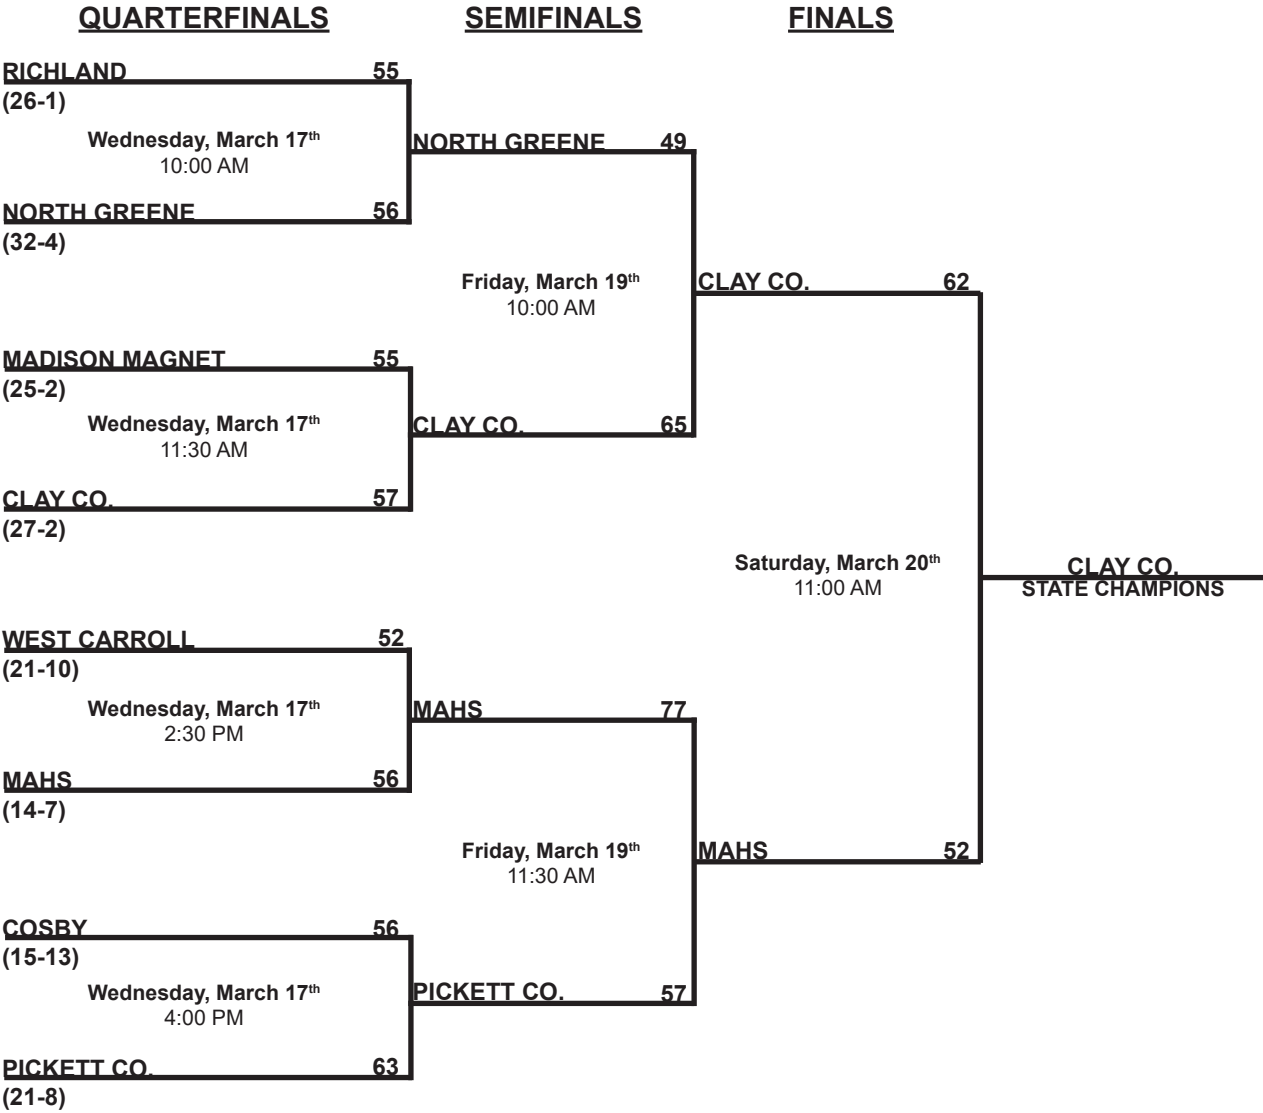 QUARTERFINALS SEMIFINALS FINALS
RICHLAND 55
(26-1)
Wednesday, March 17th
10:00 AM
NORTH GREENE 56
(32-4)
NORTH GREENE 49
Friday, March 19th
10:00 AM
CLAY CO. 62
MADISON MAGNET 55
(25-2)
Wednesday, March 17th
11:30 AM
CLAY CO. 57
(27-2)
CLAY CO. 65
Saturday, March 20th
11:00 AM
CLAY CO.
STATE CHAMPIONS
WEST CARROLL 52
(21-10)
Wednesday, March 17th
2:30 PM
MAHS 56
(14-7)
MAHS 77
Friday, March 19th
11:30 AM
MAHS 52
COSBY 56
(15-13)
Wednesday, March 17th
4:00 PM
PICKETT CO. 63
(21-8)
PICKETT CO. 57